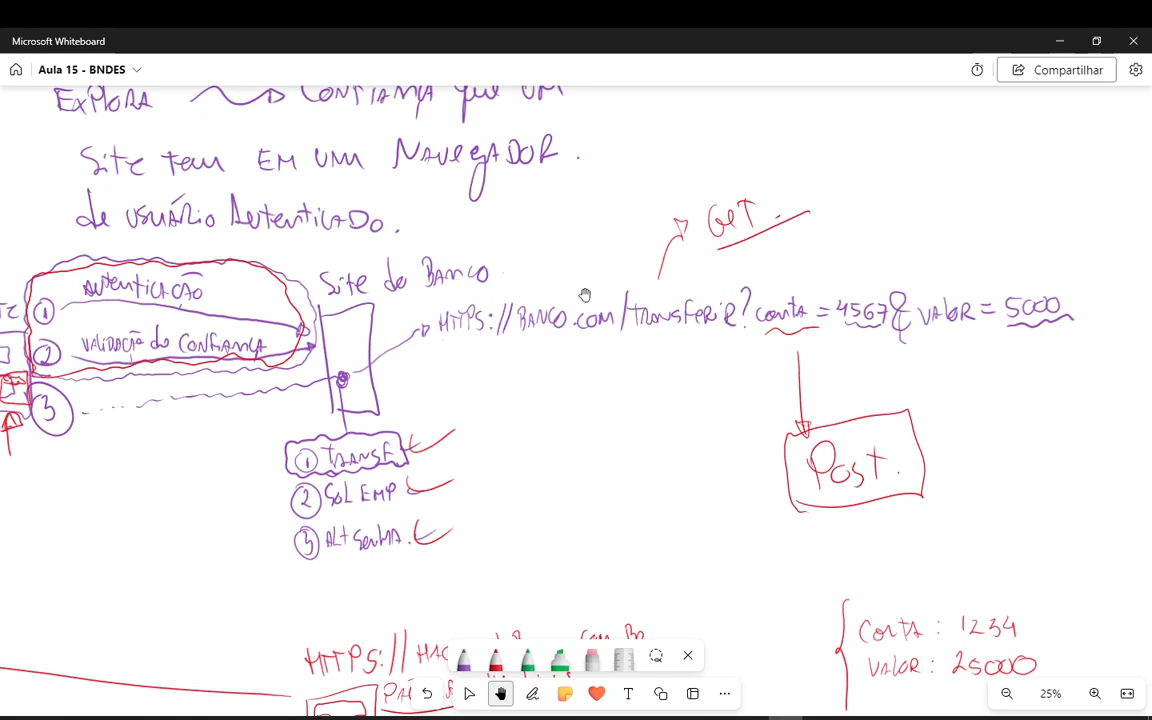 Microsoft Whiteboard
Aula 15 - BNDES
Compartilhar
EXPLORA CONFIANÇA que um
Site tem EM UM NAVEGADOR.
de usuário Autenticado.
GET.
Site do BANCO
① AUTENTICAÇÃO
HTTPS://BANCO.COM/TRANSFERIR? conta = 4567 & VALOR = 5000
② VALIDAÇÃO do CONFIANÇA
③
① TRANSF
Post.
② SOL EMP
③ ALT SENHA.
CONTA : 1234
HTTPS://
VALOR : 25000
25%